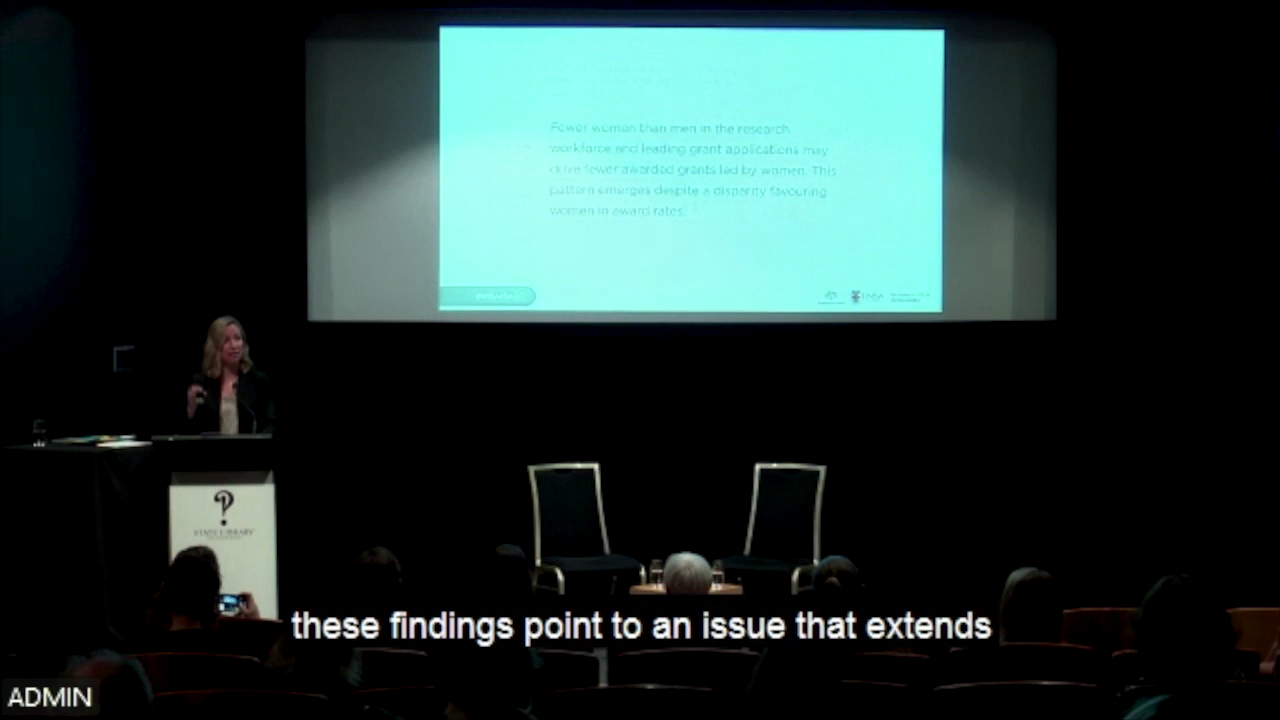 Fewer women than men in the research
workforce and leading grant applications may
drive fewer awarded grants led by women. This
pattern emerges despite a disparity favouring
women in award rates.
UNSW
STATE LIBRARY
these findings point to an issue that extends
ADMIN